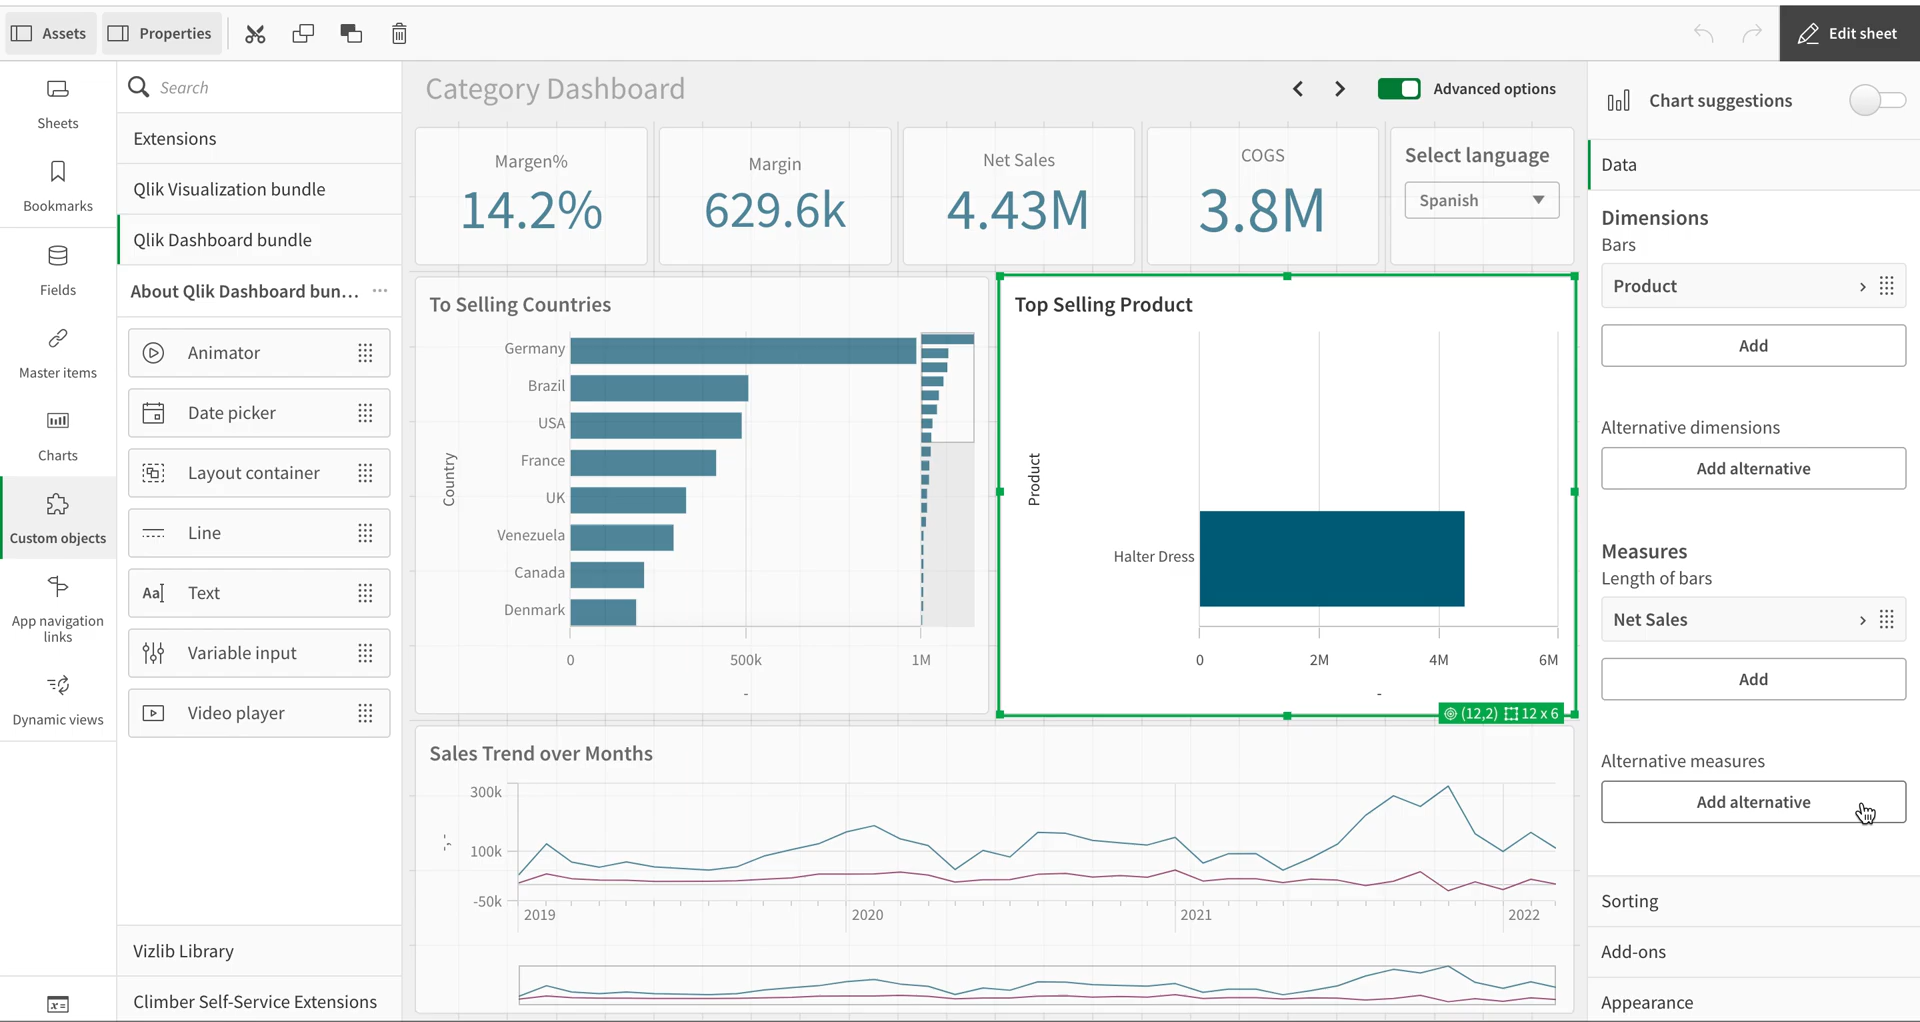 Assets
Properties
Edit sheet
Sheets
Bookmarks
Fields
Master items
Charts
Custom objects
App navigation
links
Dynamic views
Search
Extensions
Qlik Visualization bundle
Qlik Dashboard bundle
About Qlik Dashboard bun...
Animator
Date picker
Layout container
Line
Aa Text
Variable input
Video player
Vizlib Library
Climber Self-Service Extensions
Category Dashboard
Advanced options
Margen%
14.2%
Margin
629.6k
Net Sales
4.43M
COGS
3.8M
Select language
Spanish
To Selling Countries
Country
Germany
Brazil
USA
France
UK
Venezuela
Canada
Denmark
0 500k 1M
-
Top Selling Product
Product
Halter Dress
0 2M 4M 6M
-
(12,2) 12 x 6
Sales Trend over Months
-, -
300k
100k
-50k
2019 2020 2021 2022
Chart suggestions
Data
Dimensions
Bars
Product
Add
Alternative dimensions
Add alternative
Measures
Length of bars
Net Sales
Add
Alternative measures
Add alternative
Sorting
Add-ons
Appearance